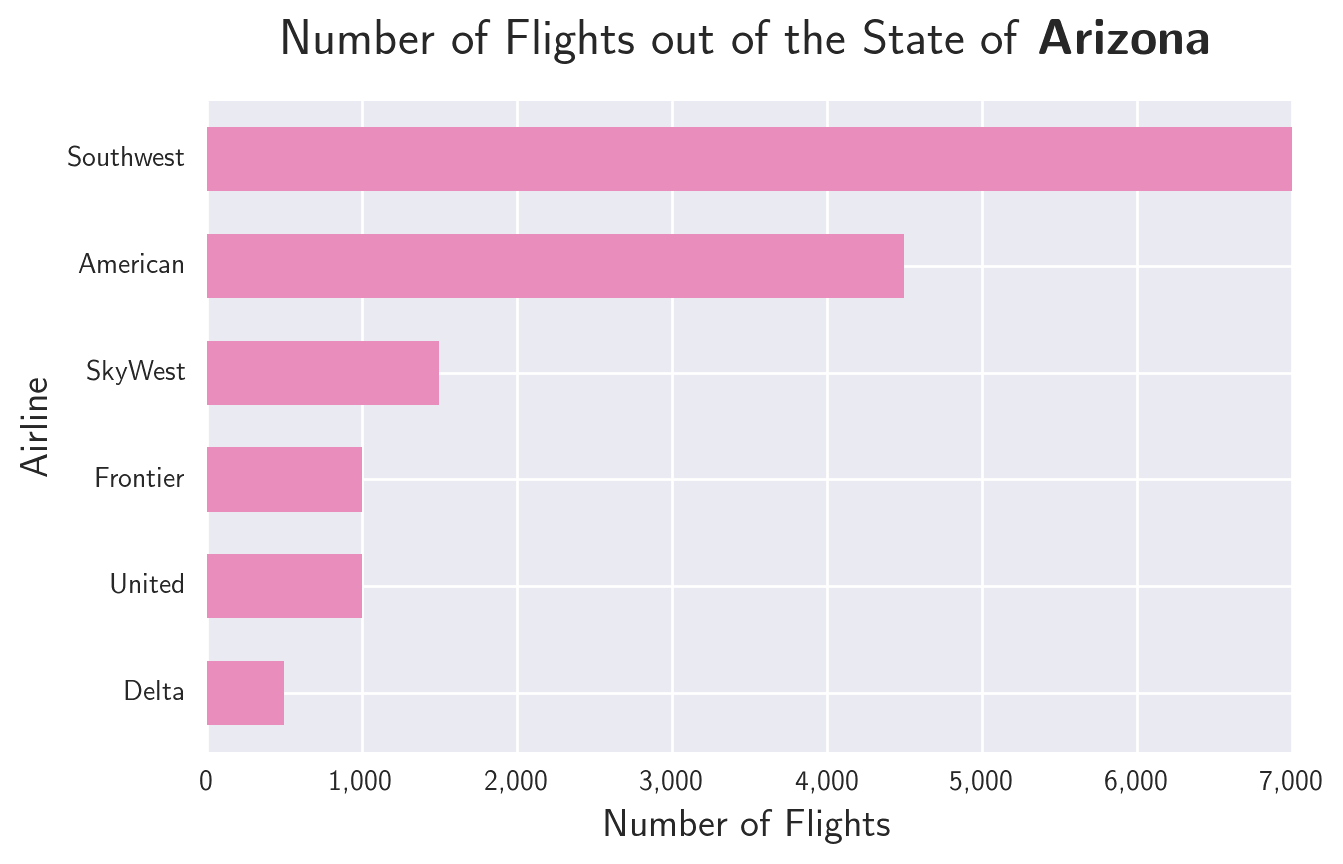 Number of Flights out of the State of Arizona
Airline
Southwest
American
SkyWest
Frontier
United
Delta
0 1,000 2,000 3,000 4,000 5,000 6,000 7,000
Number of Flights